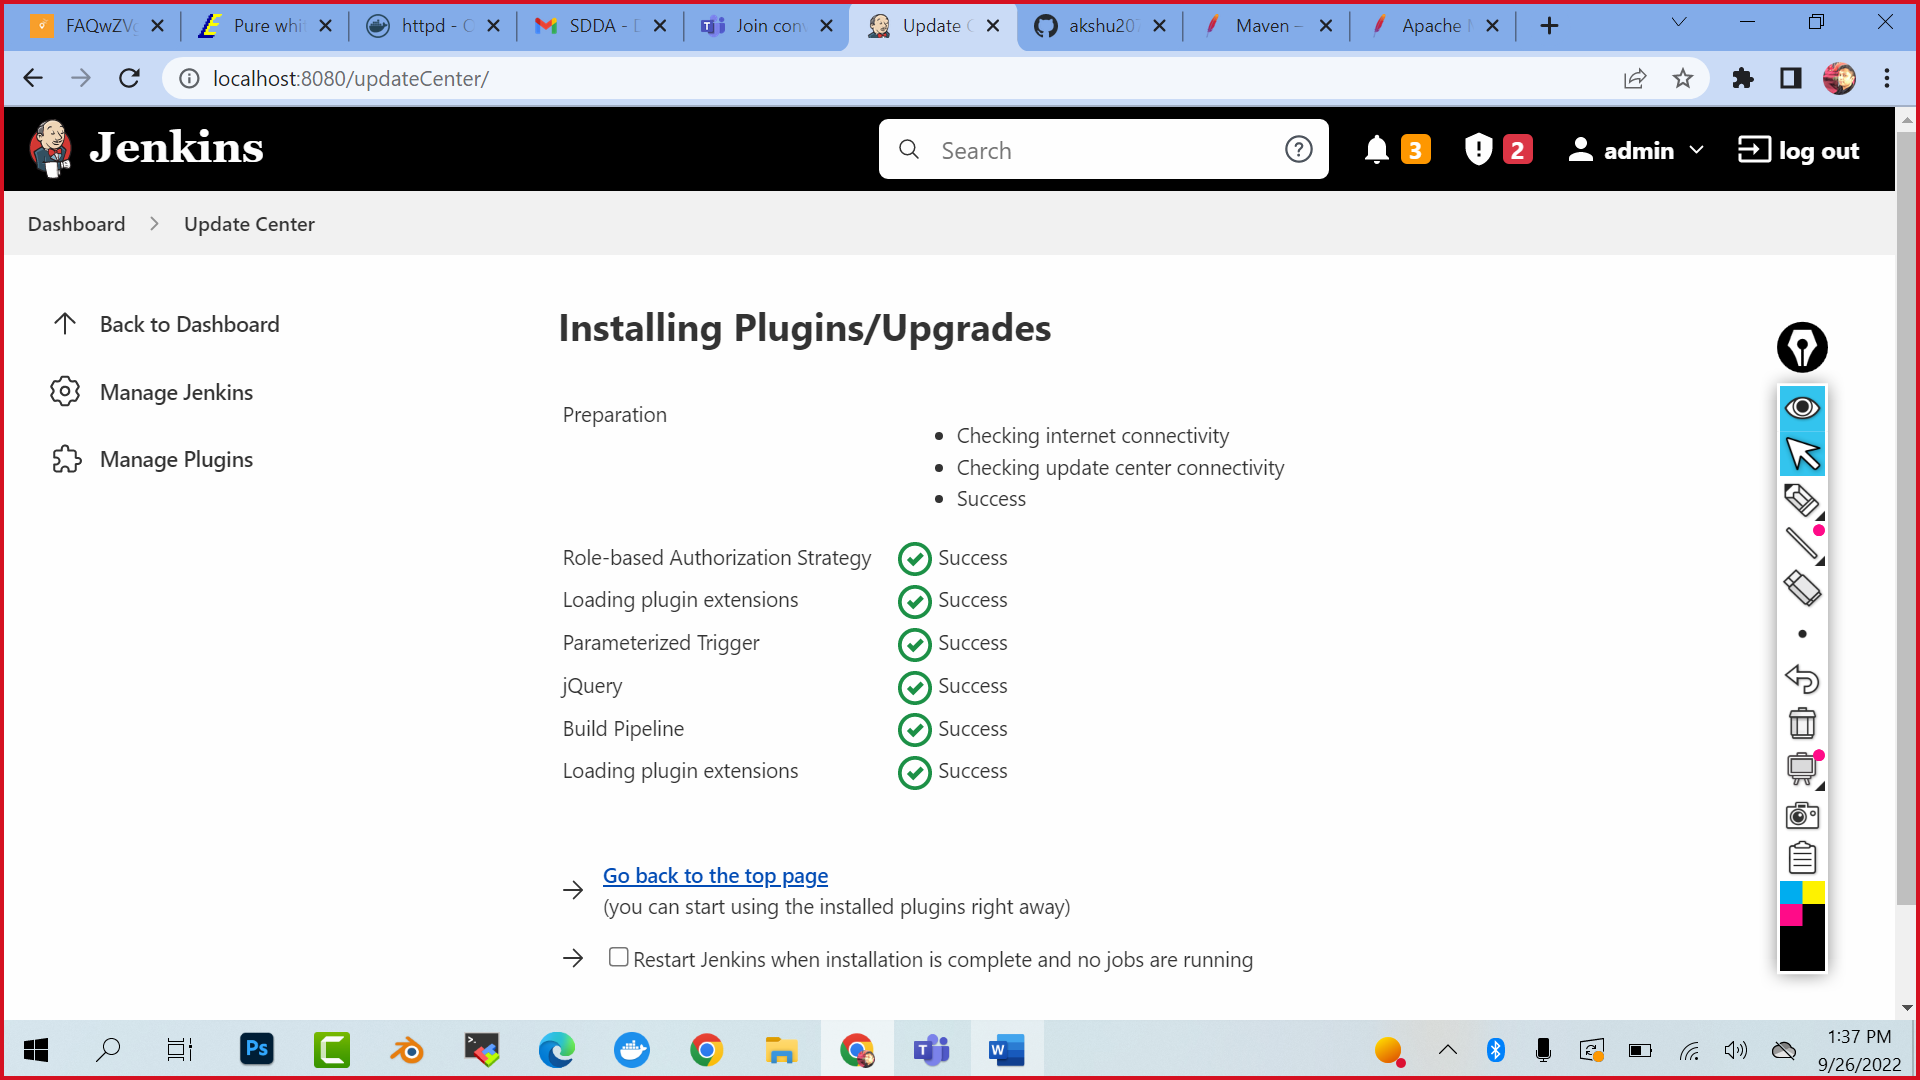 FAQwZV
Pure whi
httpd -
SDDA -
Join con
Update
akshu20
Maven –
Apache
localhost:8080/updateCenter/
Jenkins
Search
3
2
admin
log out
Dashboard
Update Center
Back to Dashboard
Manage Jenkins
Manage Plugins
Installing Plugins/Upgrades
Preparation
Checking internet connectivity
Checking update center connectivity
Success
Role-based Authorization Strategy Success
Loading plugin extensions Success
Parameterized Trigger Success
jQuery Success
Build Pipeline Success
Loading plugin extensions Success
Go back to the top page
(you can start using the installed plugins right away)
Restart Jenkins when installation is complete and no jobs are running
Ps
1:37 PM
9/26/2022